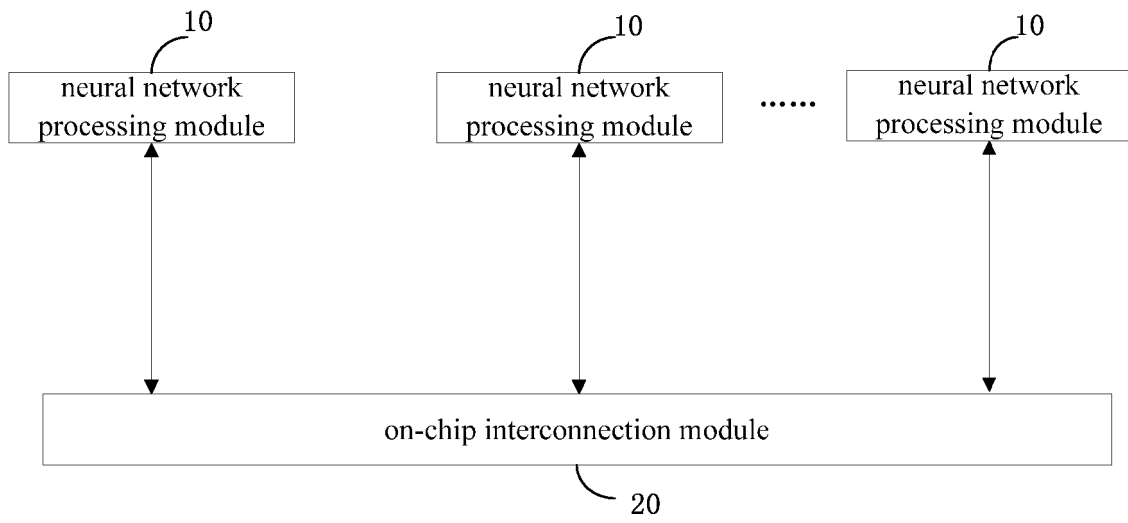 10
10
10
neural network
processing module
neural network
processing module
......
neural network
processing module
on-chip interconnection module
20